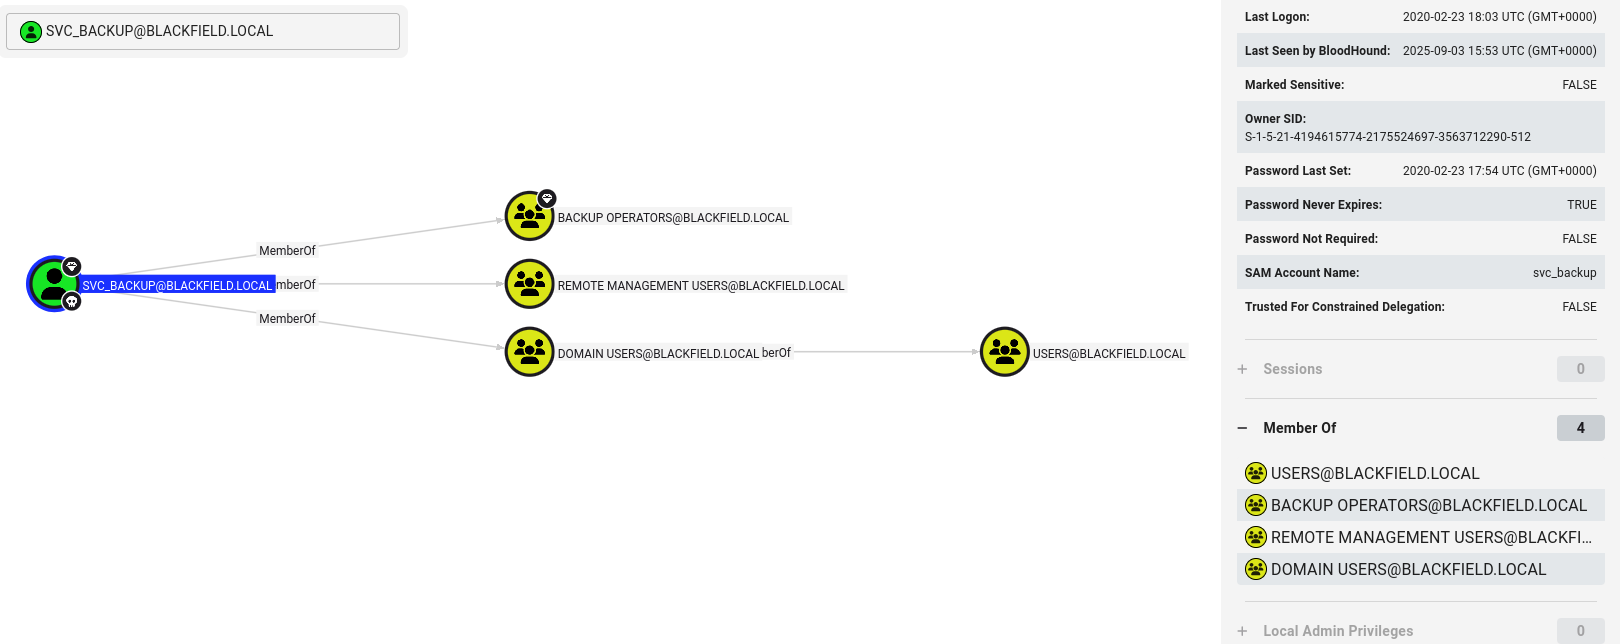 SVC_BACKUP@BLACKFIELD.LOCAL
MemberOf
BACKUP OPERATORS@BLACKFIELD.LOCAL
SVC_BACKUP@BLACKFIELD.LOCAL mberOf
REMOTE MANAGEMENT USERS@BLACKFIELD.LOCAL
MemberOf
DOMAIN USERS@BLACKFIELD.LOCAL berOf
USERS@BLACKFIELD.LOCAL
Last Logon: 2020-02-23 18:03 UTC (GMT+0000)
Last Seen by BloodHound: 2025-09-03 15:53 UTC (GMT+0000)
Marked Sensitive: FALSE
Owner SID:
S-1-5-21-4194615774-2175524697-3563712290-512
Password Last Set: 2020-02-23 17:54 UTC (GMT+0000)
Password Never Expires: TRUE
Password Not Required: FALSE
SAM Account Name: svc_backup
Trusted For Constrained Delegation: FALSE
+ Sessions 0
− Member Of 4
USERS@BLACKFIELD.LOCAL
BACKUP OPERATORS@BLACKFIELD.LOCAL
REMOTE MANAGEMENT USERS@BLACKFI...
DOMAIN USERS@BLACKFIELD.LOCAL
+ Local Admin Privileges 0